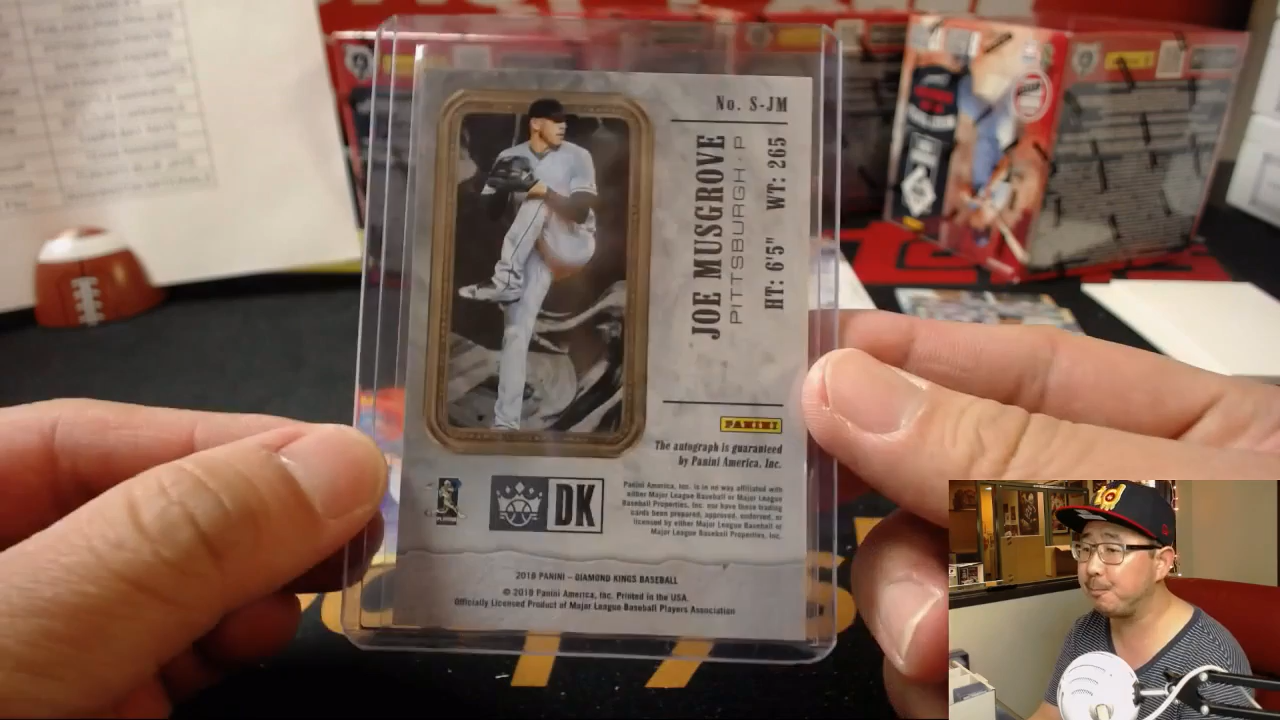 No. S-JM
JOE MUSGROVE
PITTSBURGH · P
HT: 6'5" WT: 265
PANINI
The autograph is guaranteed
by Panini America, Inc.
DK
Panini America, Inc. is in no way affiliated with
either Major League Baseball or Major League
Baseball Properties, Inc. nor have these trading
cards been prepared, approved, endorsed, or
licensed by either Major League Baseball or
Major League Baseball Properties, Inc.
2018 PANINI – DIAMOND KINGS BASEBALL
© 2018 Panini America, Inc. Printed in the USA.
Officially Licensed Product of Major League Baseball Players Association